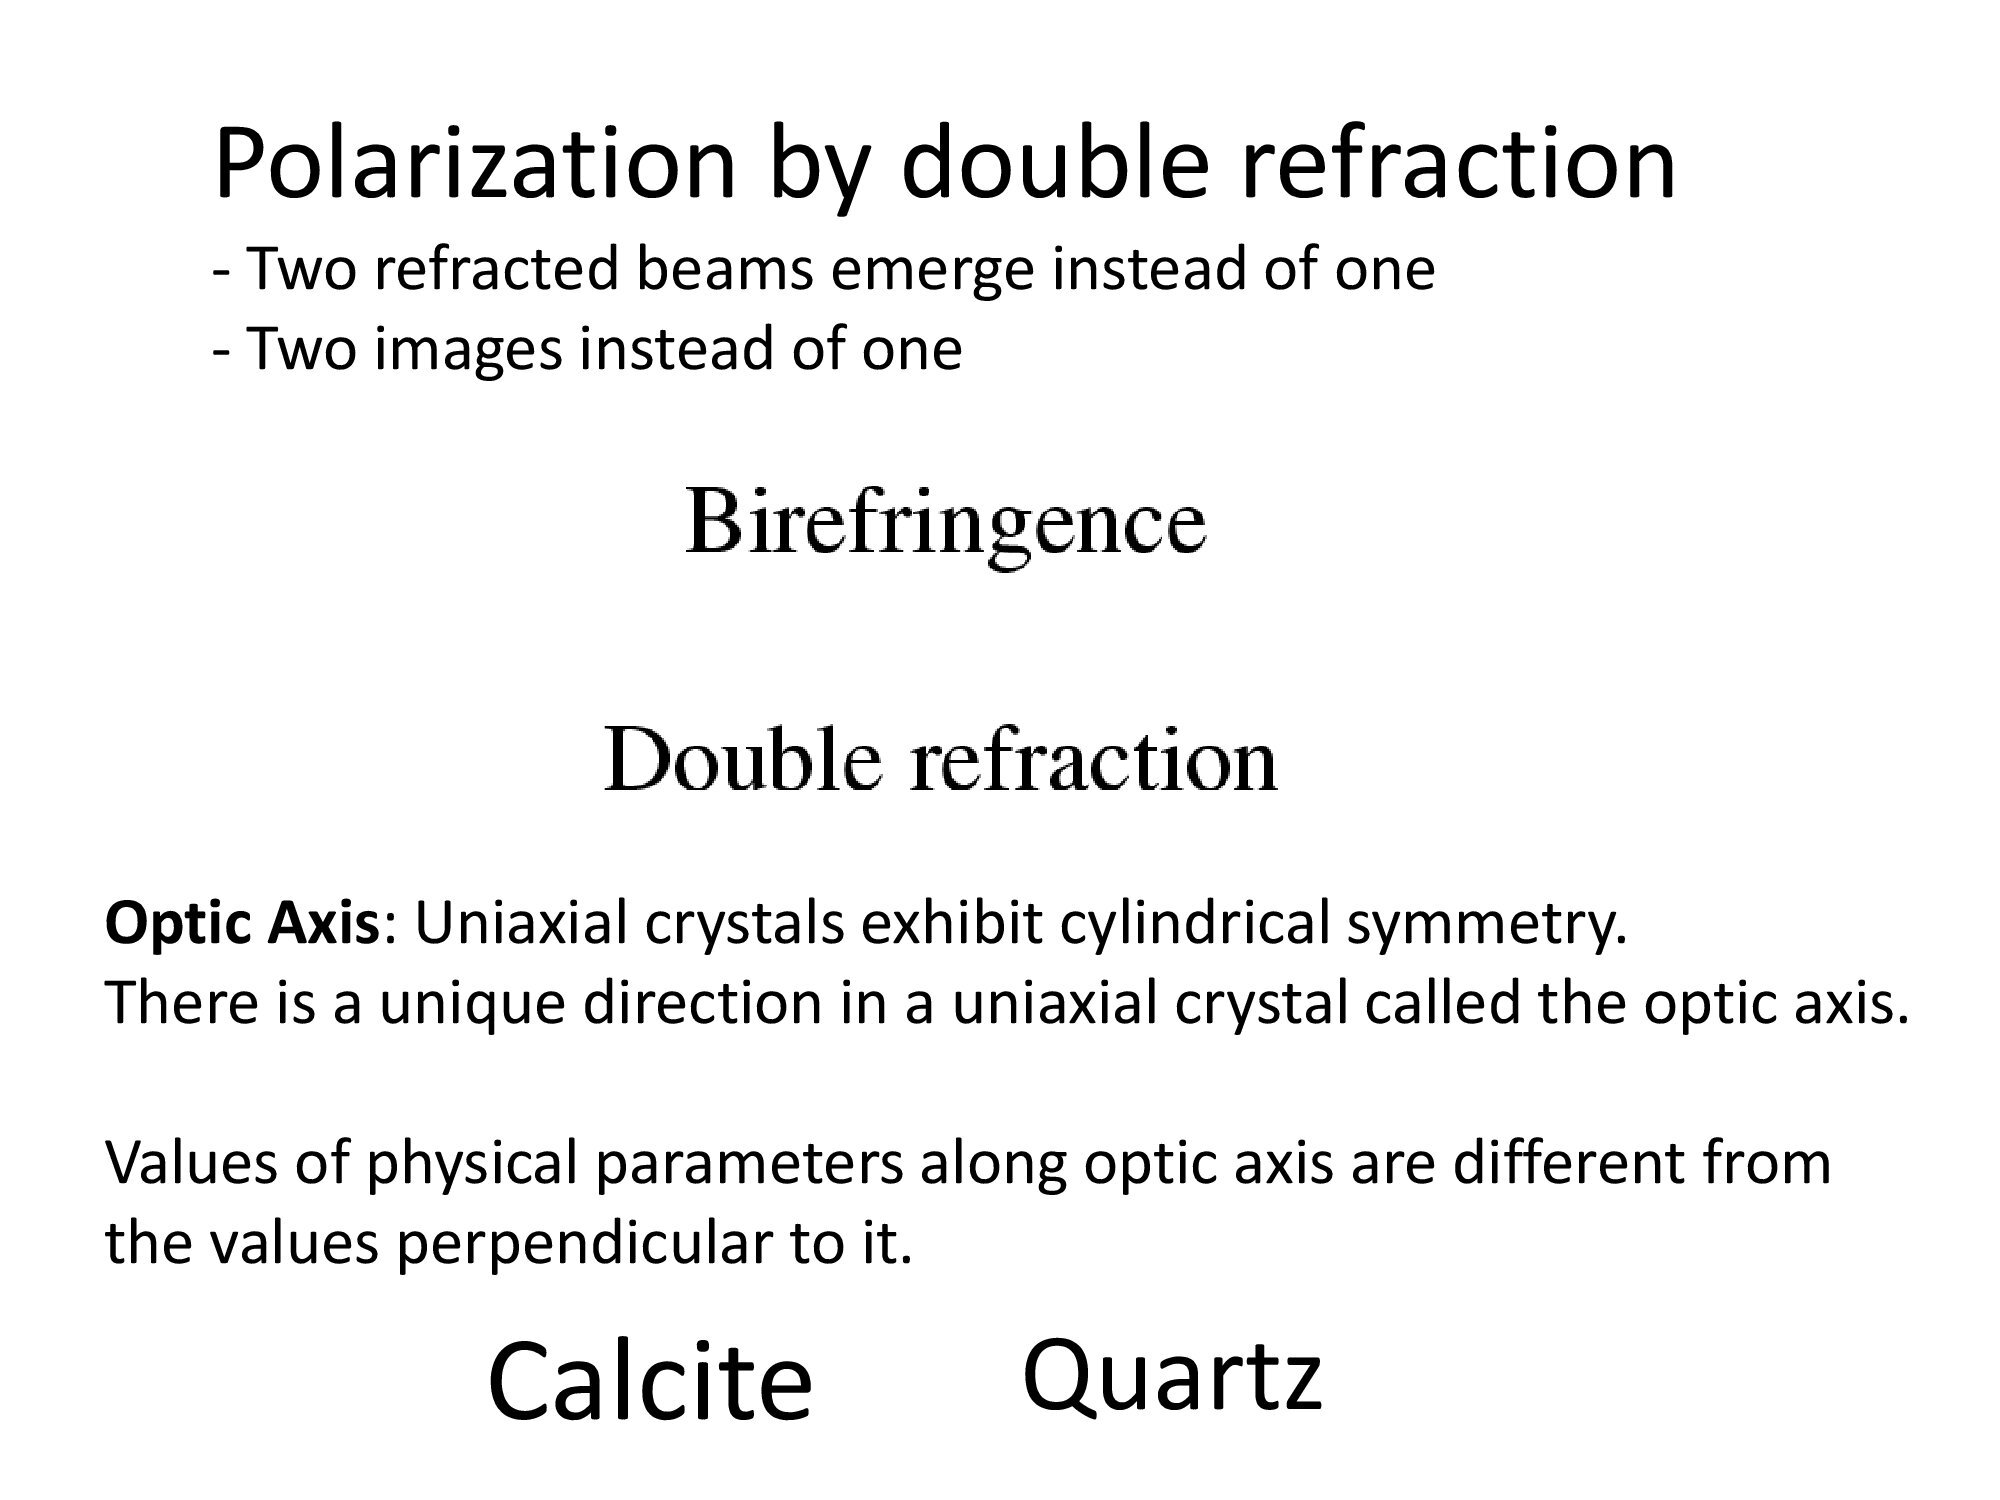 Polarization by double refraction
- Two refracted beams emerge instead of one
- Two images instead of one
Birefringence
Double refraction
Optic Axis: Uniaxial crystals exhibit cylindrical symmetry.
There is a unique direction in a uniaxial crystal called the optic axis.
Values of physical parameters along optic axis are different from
the values perpendicular to it.
Calcite Quartz